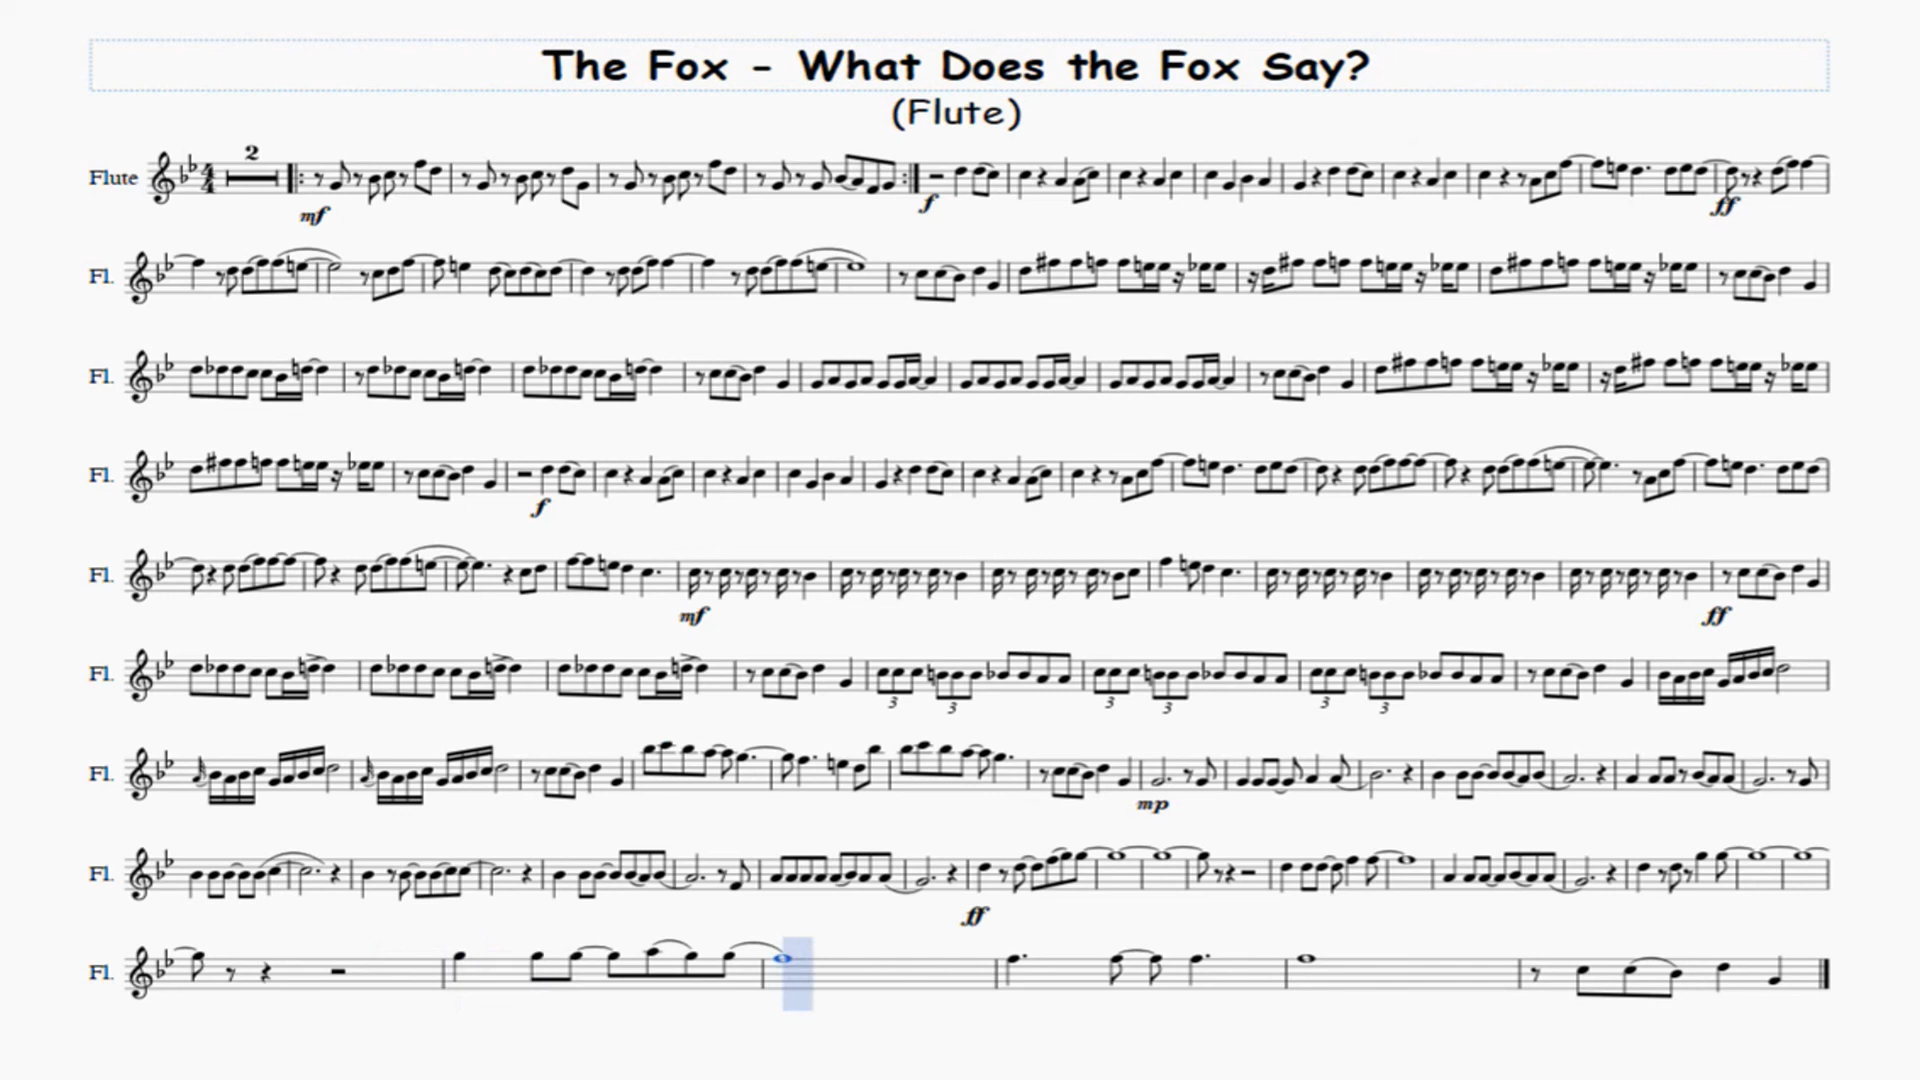 The Fox - What Does the Fox Say?
(Flute)
2
Flute
mf
f
ff
Fl.
Fl.
Fl.
f
Fl.
mf
ff
Fl.
3 3 3 3 3 3
Fl.
mp
Fl.
ff
Fl.